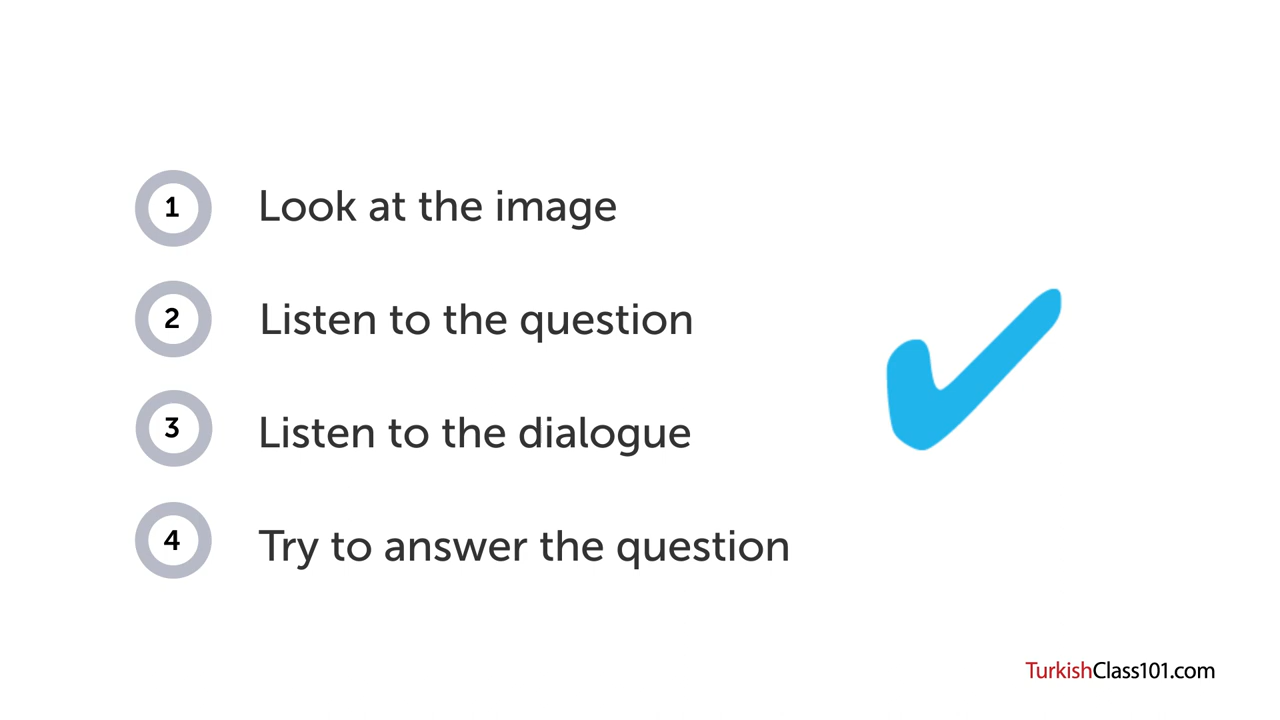 1 Look at the image
2 Listen to the question
3 Listen to the dialogue
4 Try to answer the question
TurkishClass101.com